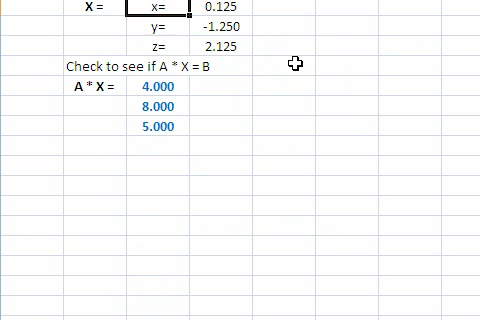 X = x= 0.125
y= -1.250
z= 2.125
Check to see if A * X = B
A * X = 4.000
8.000
5.000